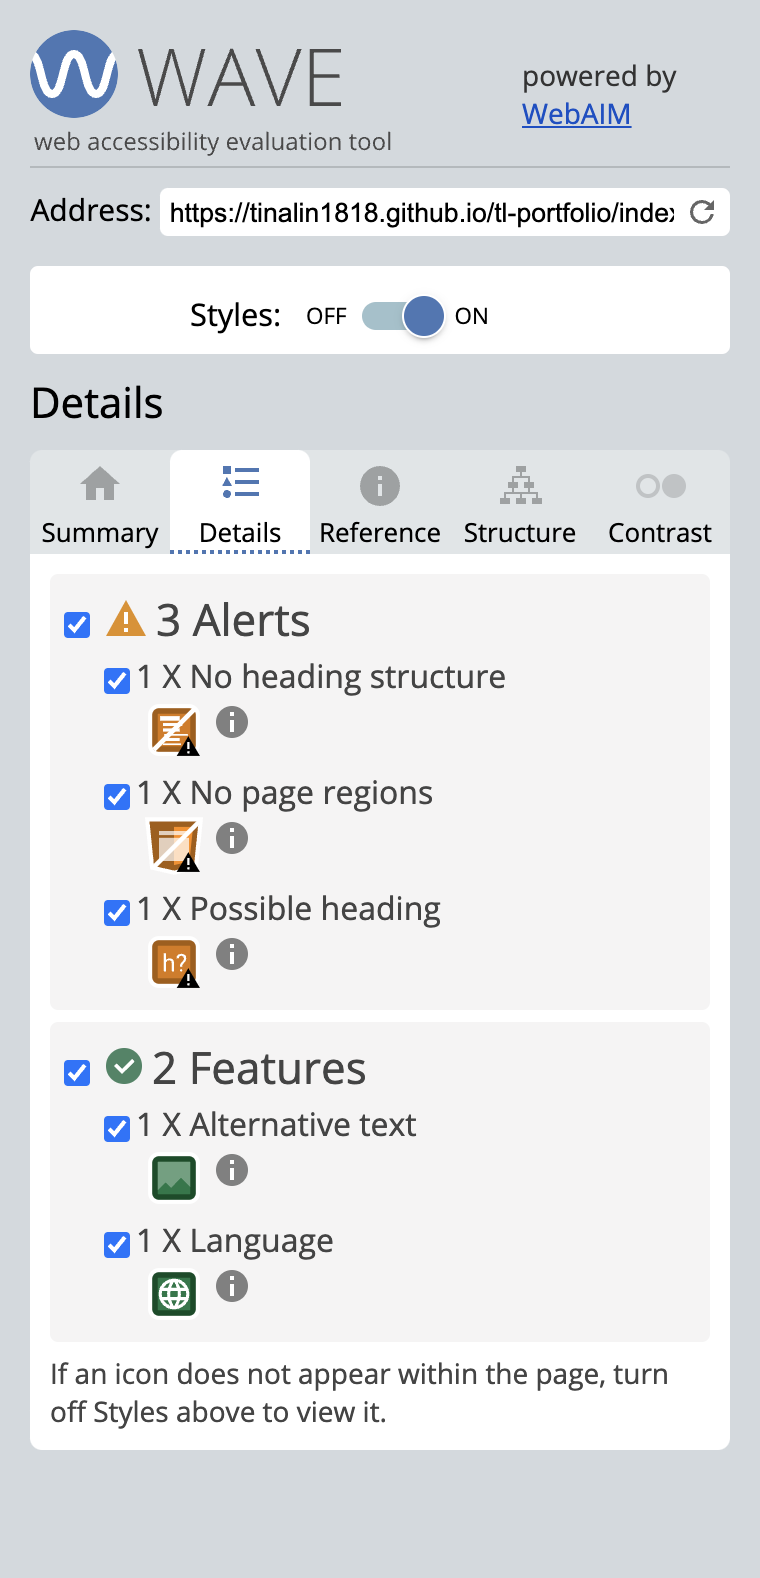 WAVE
web accessibility evaluation tool
powered by
WebAIM
Address: https://tinalin1818.github.io/tl-portfolio/index
Styles: OFF ON
Details
Summary Details Reference Structure Contrast
3 Alerts
1 X No heading structure
1 X No page regions
1 X Possible heading
h?
2 Features
1 X Alternative text
1 X Language
If an icon does not appear within the page, turn
off Styles above to view it.